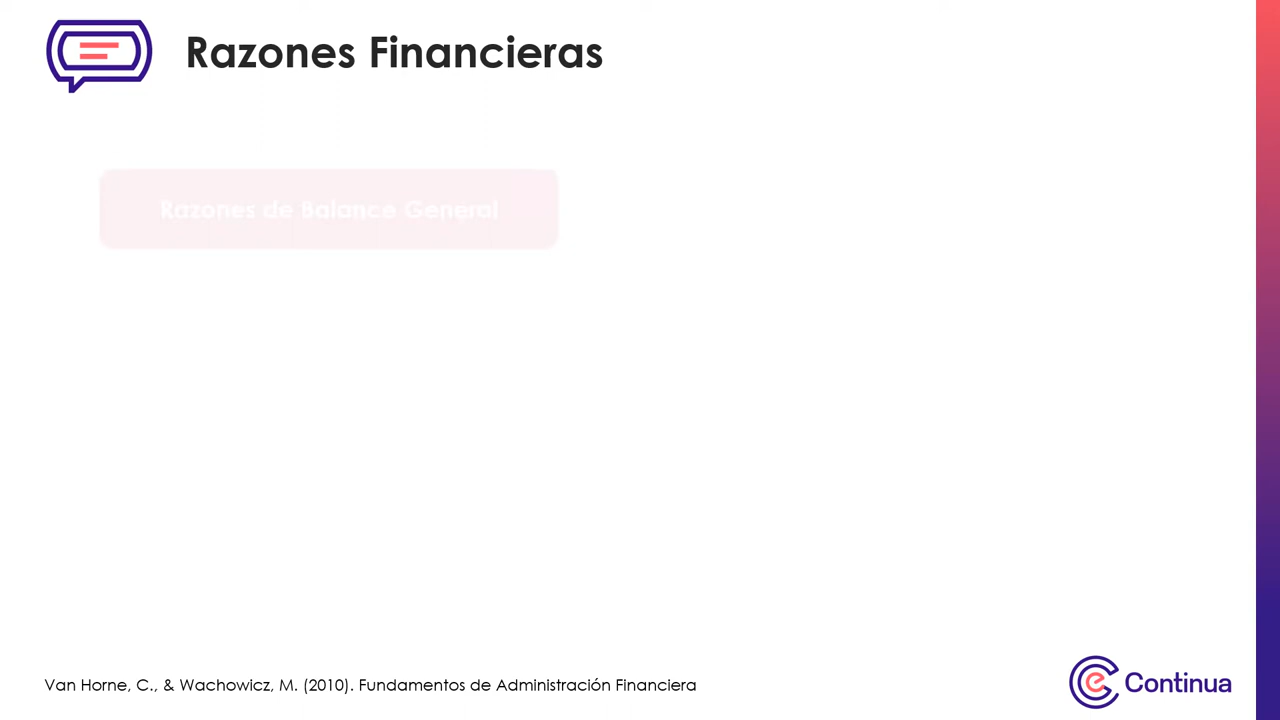 Razones Financieras
Razones de Balance General
Van Horne, C., & Wachowicz, M. (2010). Fundamentos de Administración Financiera
e Continua